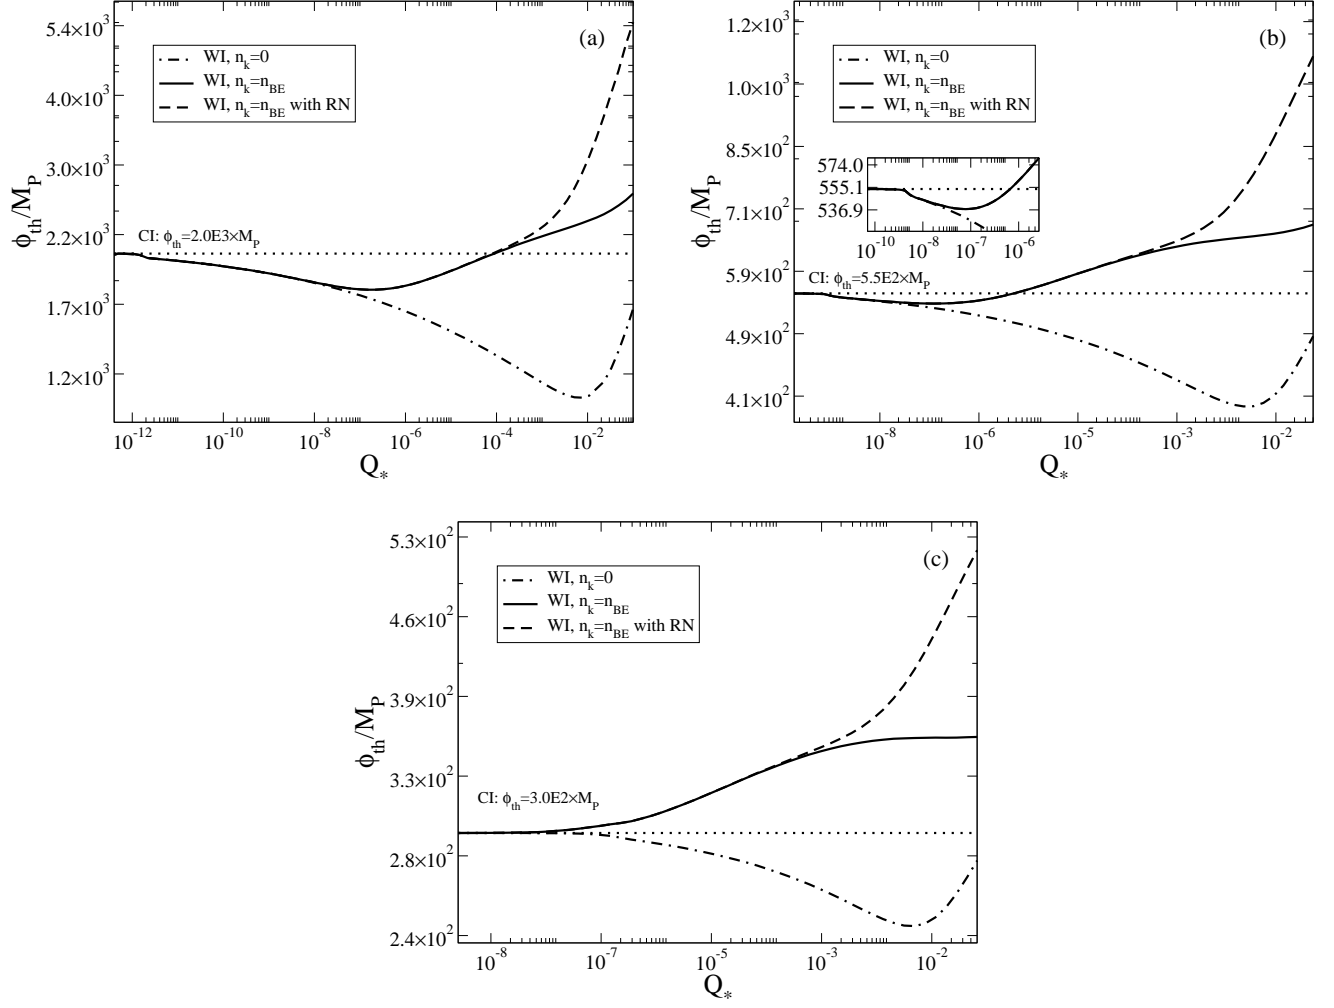 (a)
WI, n_k=0
WI, n_k=n_BE
WI, n_k=n_BE with RN
5.4×10^3
4.0×10^3
3.0×10^3
2.2×10^3
1.7×10^3
1.2×10^3
ϕ_th/M_P
CI: ϕ_th=2.0E3×M_P
10^-12
10^-10
10^-8
10^-6
10^-4
10^-2
Q_*
(b)
WI, n_k=0
WI, n_k=n_BE
WI, n_k=n_BE with RN
1.2×10^3
1.0×10^3
8.5×10^2
7.1×10^2
5.9×10^2
4.9×10^2
4.1×10^2
ϕ_th/M_P
574.0
555.1
536.9
10^-10
10^-8
10^-7
10^-6
CI: ϕ_th=5.5E2×M_P
10^-8
10^-6
10^-5
10^-3
10^-2
Q_*
(c)
WI, n_k=0
WI, n_k=n_BE
WI, n_k=n_BE with RN
5.3×10^2
4.6×10^2
3.9×10^2
3.3×10^2
2.8×10^2
2.4×10^2
ϕ_th/M_P
CI: ϕ_th=3.0E2×M_P
10^-8
10^-7
10^-5
10^-3
10^-2
Q_*